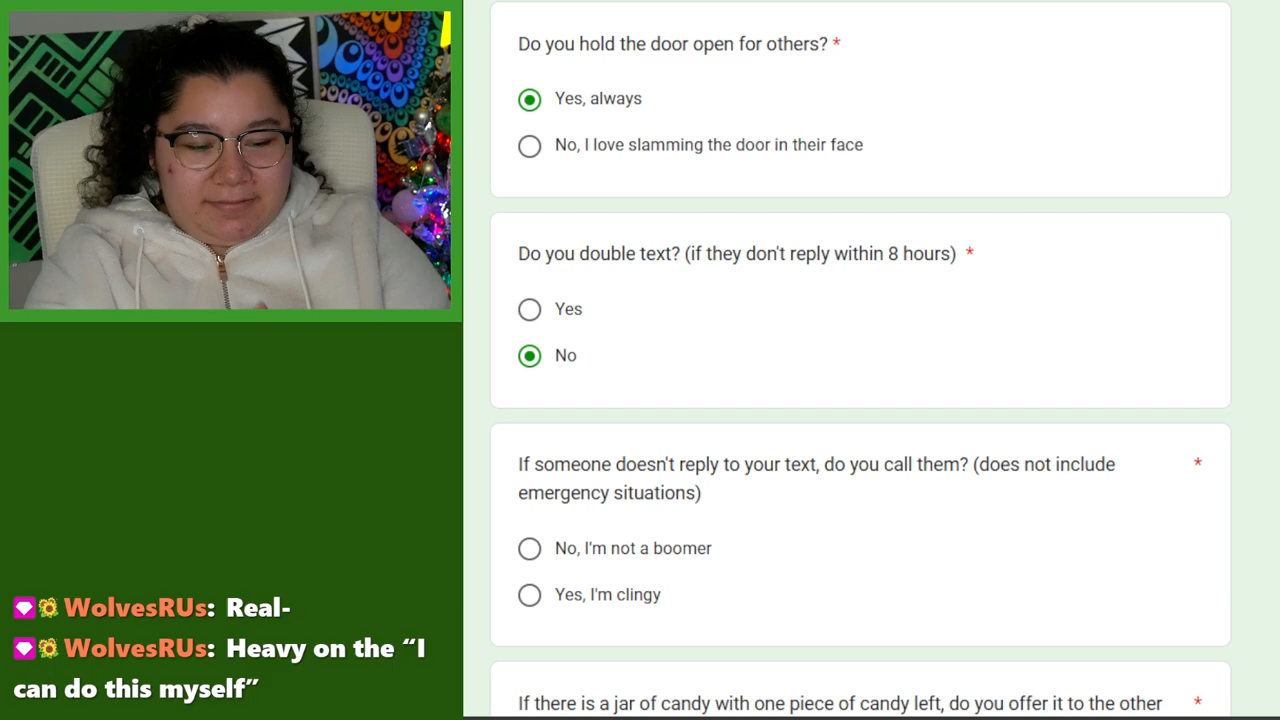 Do you hold the door open for others? *
Yes, always
No, I love slamming the door in their face
Do you double text? (if they don't reply within 8 hours) *
Yes
No
If someone doesn't reply to your text, do you call them? (does not include *
emergency situations)
No, I'm not a boomer
Yes, I'm clingy
If there is a jar of candy with one piece of candy left, do you offer it to the other *
WolvesRUs: Real-
WolvesRUs: Heavy on the “I
can do this myself”